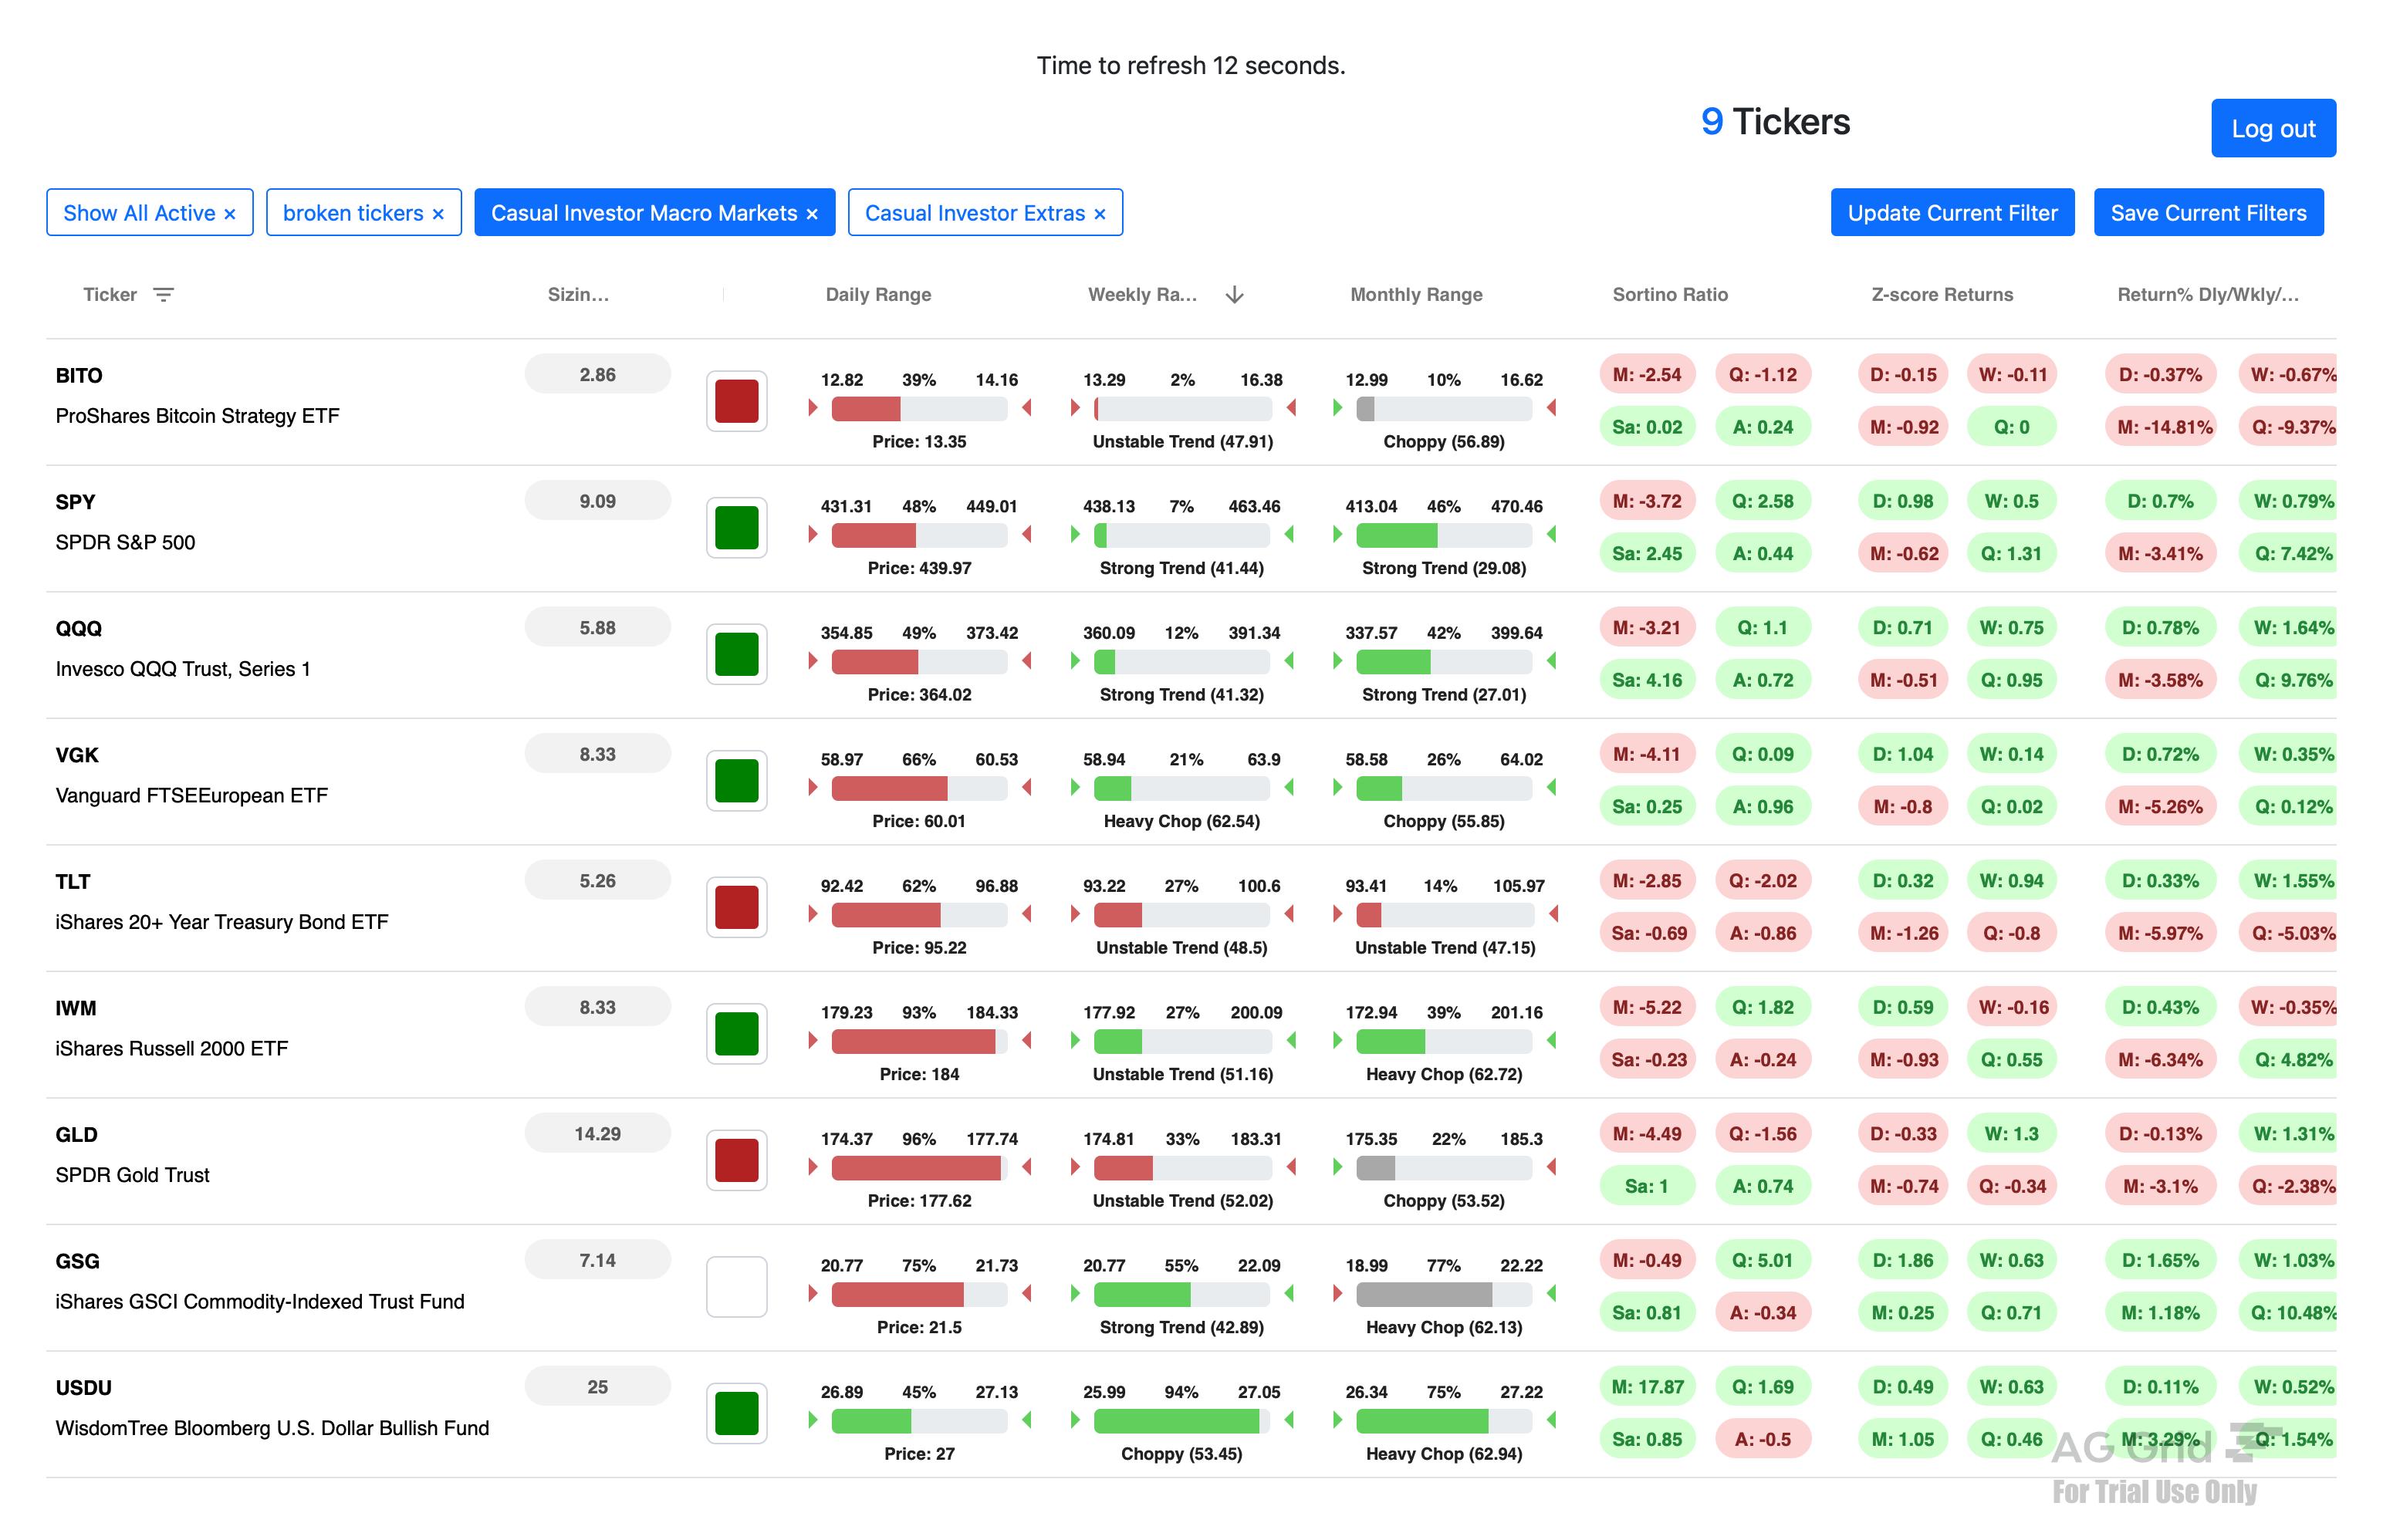 Time to refresh 12 seconds.
9 Tickers
Log out
Show All Active × broken tickers × Casual Investor Macro Markets × Casual Investor Extras × Update Current Filter Save Current Filters
Ticker Sizin... Daily Range Weekly Ra... Monthly Range Sortino Ratio Z-score Returns Return% Dly/Wkly/...
BITO 2.86 M: -2.54 Q: -1.12 D: -0.15 W: -0.11 D: -0.37% W: -0.67%
12.82 39% 14.16 13.29 2% 16.38 12.99 10% 16.62
ProShares Bitcoin Strategy ETF Sa: 0.02 A: 0.24 M: -0.92 Q: 0 M: -14.81% Q: -9.37%
Price: 13.35 Unstable Trend (47.91) Choppy (56.89)
SPY 9.09 M: -3.72 Q: 2.58 D: 0.98 W: 0.5 D: 0.7% W: 0.79%
431.31 48% 449.01 438.13 7% 463.46 413.04 46% 470.46
SPDR S&P 500 Sa: 2.45 A: 0.44 M: -0.62 Q: 1.31 M: -3.41% Q: 7.42%
Price: 439.97 Strong Trend (41.44) Strong Trend (29.08)
QQQ 5.88 M: -3.21 Q: 1.1 D: 0.71 W: 0.75 D: 0.78% W: 1.64%
354.85 49% 373.42 360.09 12% 391.34 337.57 42% 399.64
Invesco QQQ Trust, Series 1 Sa: 4.16 A: 0.72 M: -0.51 Q: 0.95 M: -3.58% Q: 9.76%
Price: 364.02 Strong Trend (41.32) Strong Trend (27.01)
VGK 8.33 M: -4.11 Q: 0.09 D: 1.04 W: 0.14 D: 0.72% W: 0.35%
58.97 66% 60.53 58.94 21% 63.9 58.58 26% 64.02
Vanguard FTSEEuropean ETF Sa: 0.25 A: 0.96 M: -0.8 Q: 0.02 M: -5.26% Q: 0.12%
Price: 60.01 Heavy Chop (62.54) Choppy (55.85)
TLT 5.26 M: -2.85 Q: -2.02 D: 0.32 W: 0.94 D: 0.33% W: 1.55%
92.42 62% 96.88 93.22 27% 100.6 93.41 14% 105.97
iShares 20+ Year Treasury Bond ETF Sa: -0.69 A: -0.86 M: -1.26 Q: -0.8 M: -5.97% Q: -5.03%
Price: 95.22 Unstable Trend (48.5) Unstable Trend (47.15)
IWM 8.33 M: -5.22 Q: 1.82 D: 0.59 W: -0.16 D: 0.43% W: -0.35%
179.23 93% 184.33 177.92 27% 200.09 172.94 39% 201.16
iShares Russell 2000 ETF Sa: -0.23 A: -0.24 M: -0.93 Q: 0.55 M: -6.34% Q: 4.82%
Price: 184 Unstable Trend (51.16) Heavy Chop (62.72)
GLD 14.29 M: -4.49 Q: -1.56 D: -0.33 W: 1.3 D: -0.13% W: 1.31%
174.37 96% 177.74 174.81 33% 183.31 175.35 22% 185.3
SPDR Gold Trust Sa: 1 A: 0.74 M: -0.74 Q: -0.34 M: -3.1% Q: -2.38%
Price: 177.62 Unstable Trend (52.02) Choppy (53.52)
GSG 7.14 M: -0.49 Q: 5.01 D: 1.86 W: 0.63 D: 1.65% W: 1.03%
20.77 75% 21.73 20.77 55% 22.09 18.99 77% 22.22
iShares GSCI Commodity-Indexed Trust Fund Sa: 0.81 A: -0.34 M: 0.25 Q: 0.71 M: 1.18% Q: 10.48%
Price: 21.5 Strong Trend (42.89) Heavy Chop (62.13)
USDU 25 M: 17.87 Q: 1.69 D: 0.49 W: 0.63 D: 0.11% W: 0.52%
26.89 45% 27.13 25.99 94% 27.05 26.34 75% 27.22
WisdomTree Bloomberg U.S. Dollar Bullish Fund Sa: 0.85 A: -0.5 M: 1.05 Q: 0.46 M: 3.29% Q: 1.54%
Price: 27 Choppy (53.45) Heavy Chop (62.94)
AG Grid
For Trial Use Only